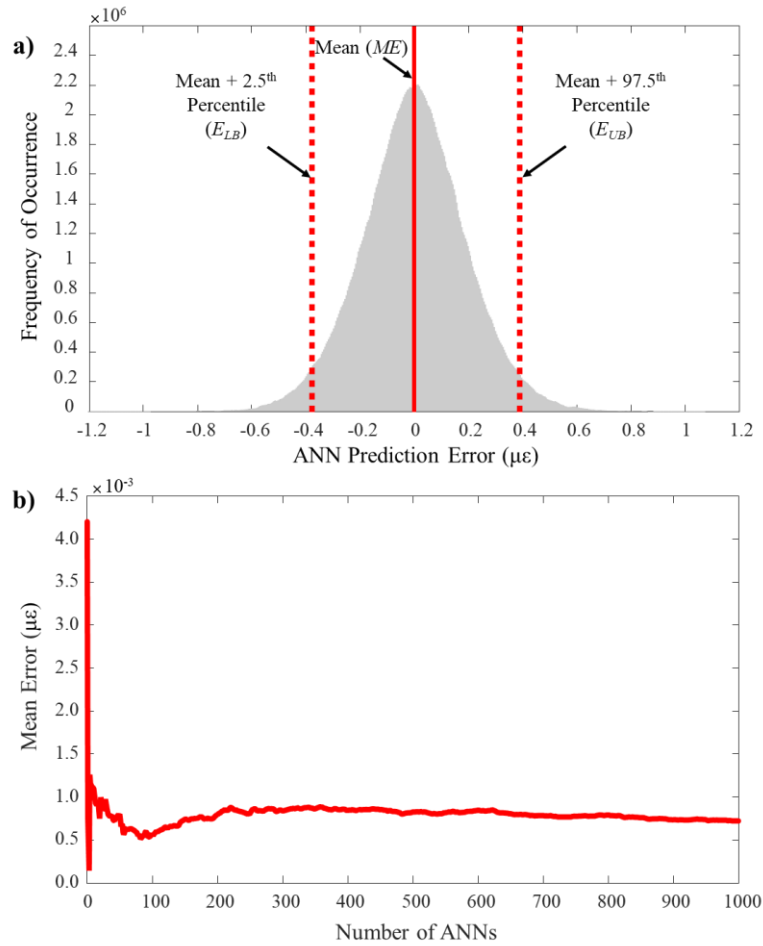 ×10⁶
a)
2.6
2.4
2.2
2.0
1.8
1.6
1.4
1.2
1.0
0.8
0.6
0.4
0.2
0
Frequency of Occurrence
Mean (ME)
Mean + 2.5th
Percentile
(E_LB)
Mean + 97.5th
Percentile
(E_UB)
-1.2 -1 -0.8 -0.6 -0.4 -0.2 0 0.2 0.4 0.6 0.8 1 1.2
ANN Prediction Error (με)
b)
×10⁻³
4.5
4.0
3.5
3.0
2.5
2.0
1.5
1.0
0.5
0.0
Mean Error (με)
0 100 200 300 400 500 600 700 800 900 1000
Number of ANNs